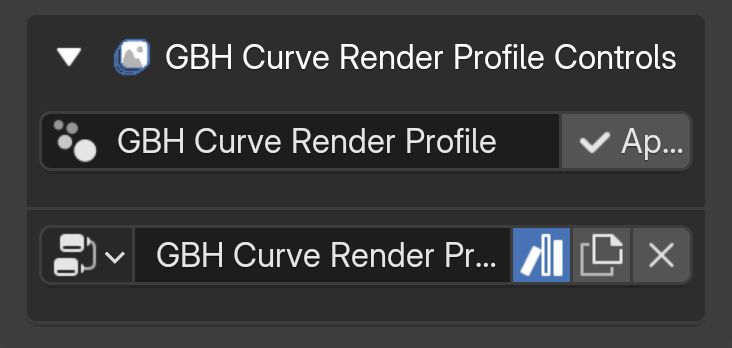 GBH Curve Render Profile Controls
GBH Curve Render Profile Ap...
GBH Curve Render Pr...